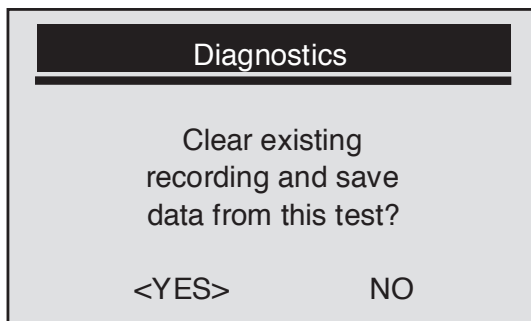 Diagnostics
Clear existing
recording and save
data from this test?
<YES> NO